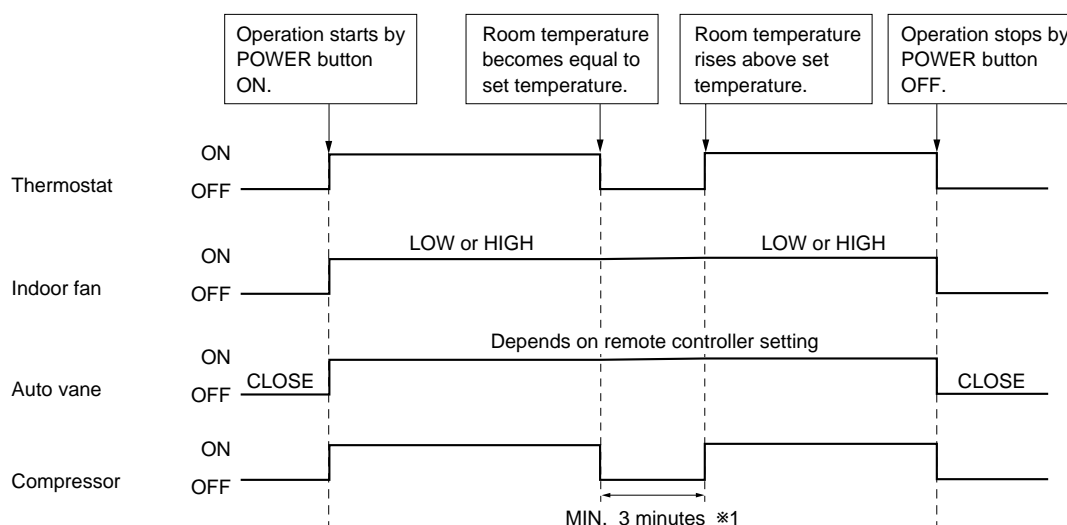 Operation starts by
POWER button
ON.
Room temperature
becomes equal to
set temperature.
Room temperature
rises above set
temperature.
Operation stops by
POWER button
OFF.
Thermostat
ON
OFF
Indoor fan
ON
OFF
LOW or HIGH
LOW or HIGH
Auto vane
ON
OFF
CLOSE
Depends on remote controller setting
CLOSE
Compressor
ON
OFF
MIN. 3 minutes ※1